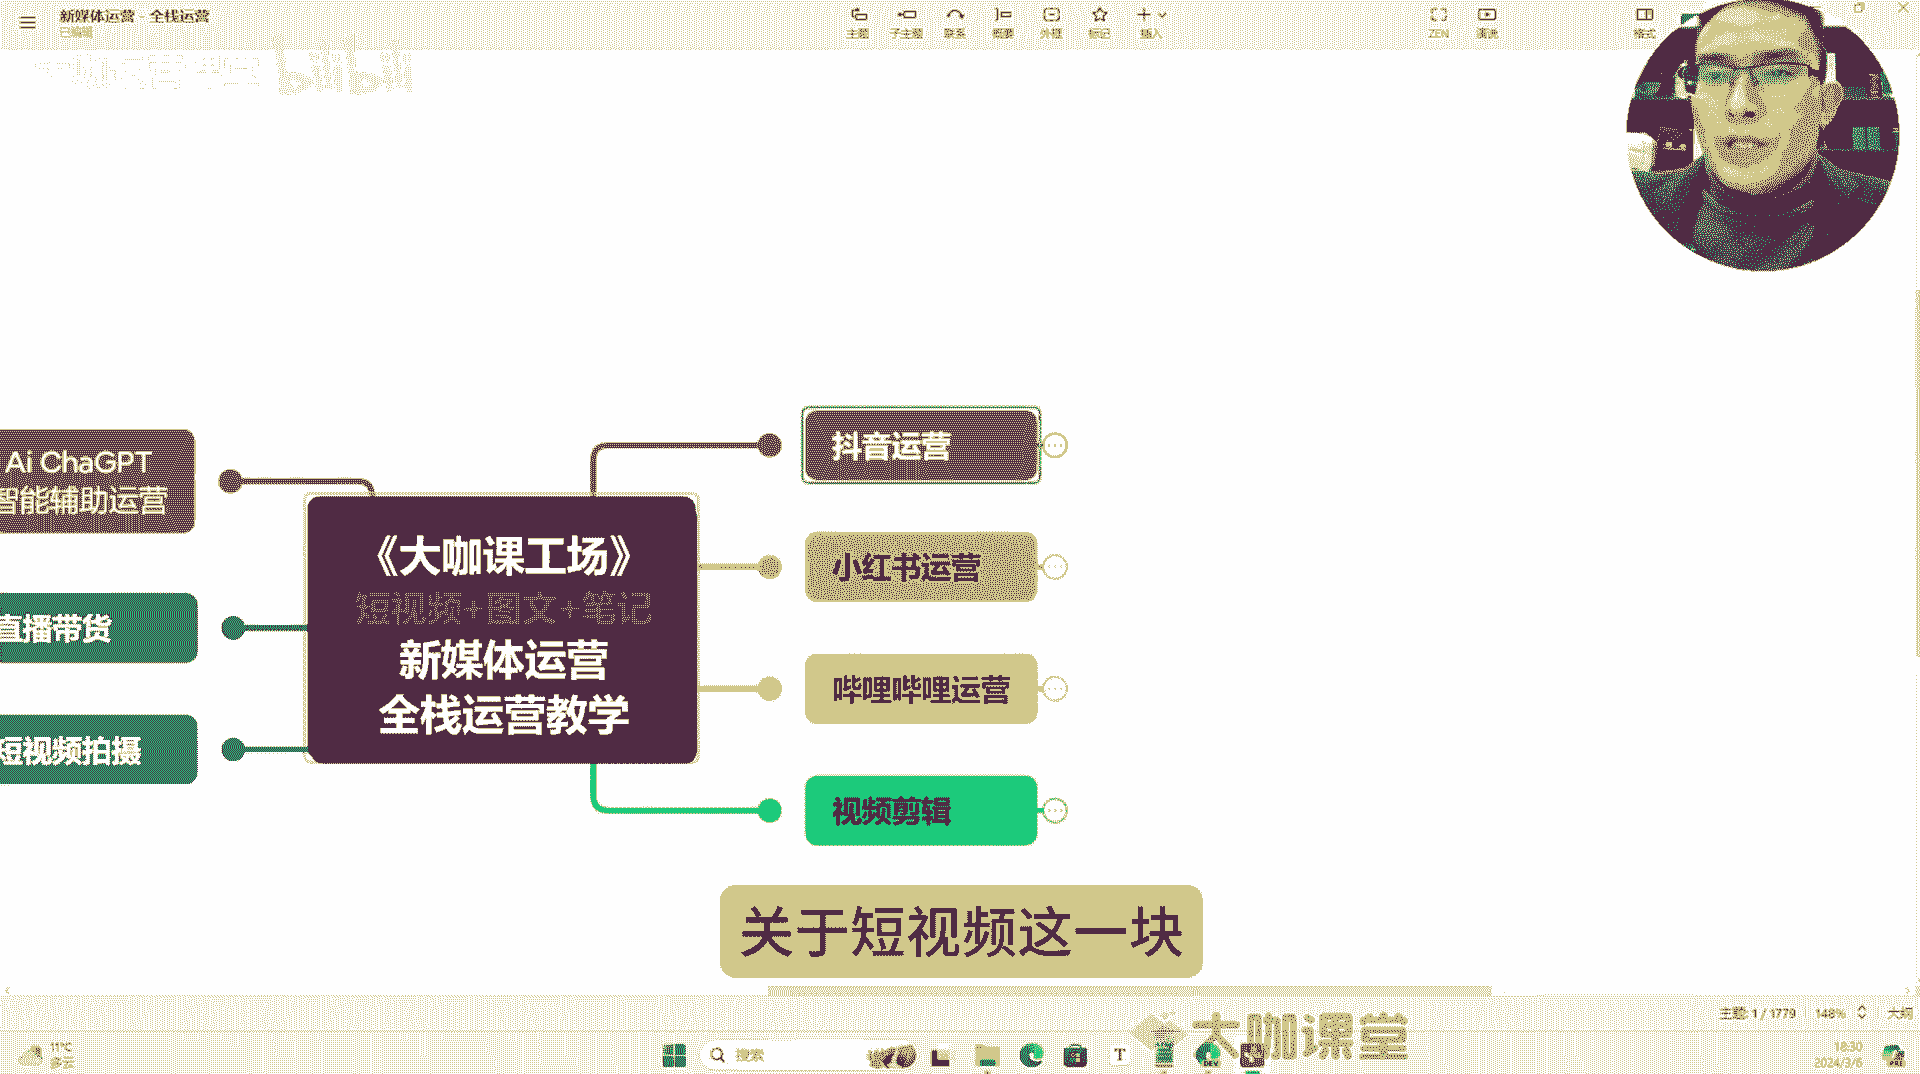 新媒体运营 - 全栈运营
已编辑
主题 子主题 联系 概要 外框 标记 插入
ZEN 演说 格式
bilibili
Ai ChaGPT
智能辅助运营
直播带货
短视频拍摄
《大咖课工场》
短视频+图文+笔记
新媒体运营
全栈运营教学
抖音运营
小红书运营
哔哩哔哩运营
视频剪辑
关于短视频这一块
主题: 1 / 1779 148% 大纲
大咖课堂
11°C
多云
搜索
18:30
2024/3/6